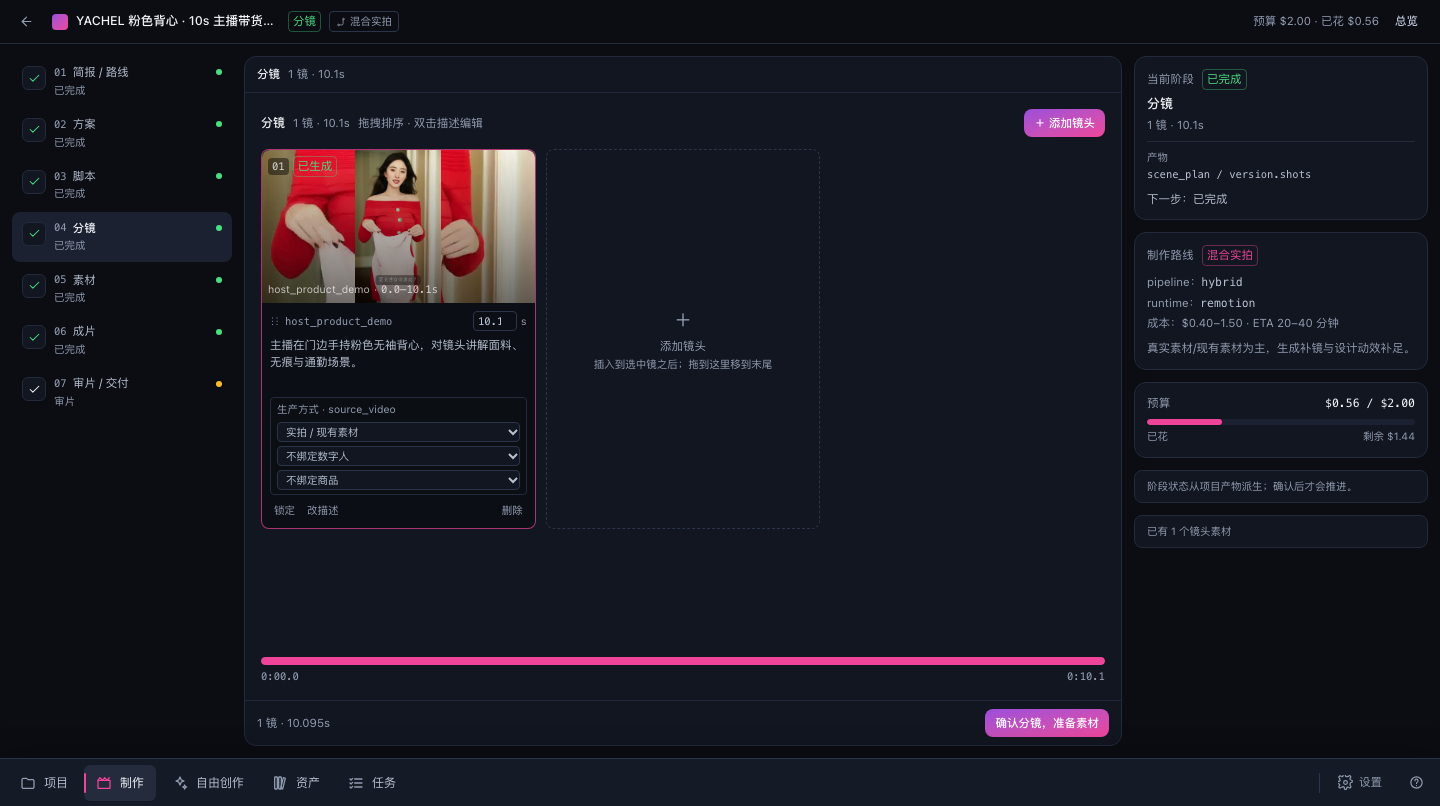 YACHEL 粉色背心 · 10s 主播带货... 分镜 混合实拍 预算 $2.00 · 已花 $0.56 总览
01 简报 / 路线
已完成
02 方案
已完成
03 脚本
已完成
04 分镜
已完成
05 素材
已完成
06 成片
已完成
07 审片 / 交付
审片
分镜 1 镜 · 10.1s
分镜 1 镜 · 10.1s 拖拽排序 · 双击描述编辑
+ 添加镜头
01 已生成
host_product_demo · 0.0–10.1s
host_product_demo 10.1 s
主播在门边手持粉色无袖背心，对镜头讲解面料、
无痕与通勤场景。
生产方式 · source_video
实拍 / 现有素材
不绑定数字人
不绑定商品
锁定 改描述 删除
添加镜头
插入到选中镜之后；拖到这里移到末尾
0:00.0 0:10.1
1 镜 · 10.095s
确认分镜，准备素材
当前阶段 已完成
分镜
1 镜 · 10.1s
产物
scene_plan / version.shots
下一步：已完成
制作路线 混合实拍
pipeline: hybrid
runtime: remotion
成本：$0.40–1.50 · ETA 20–40 分钟
真实素材/现有素材为主，生成补镜与设计动效补足。
预算 $0.56 / $2.00
已花 剩余 $1.44
阶段状态从项目产物派生；确认后才会推进。
已有 1 个镜头素材
项目 制作 自由创作 资产 任务 设置